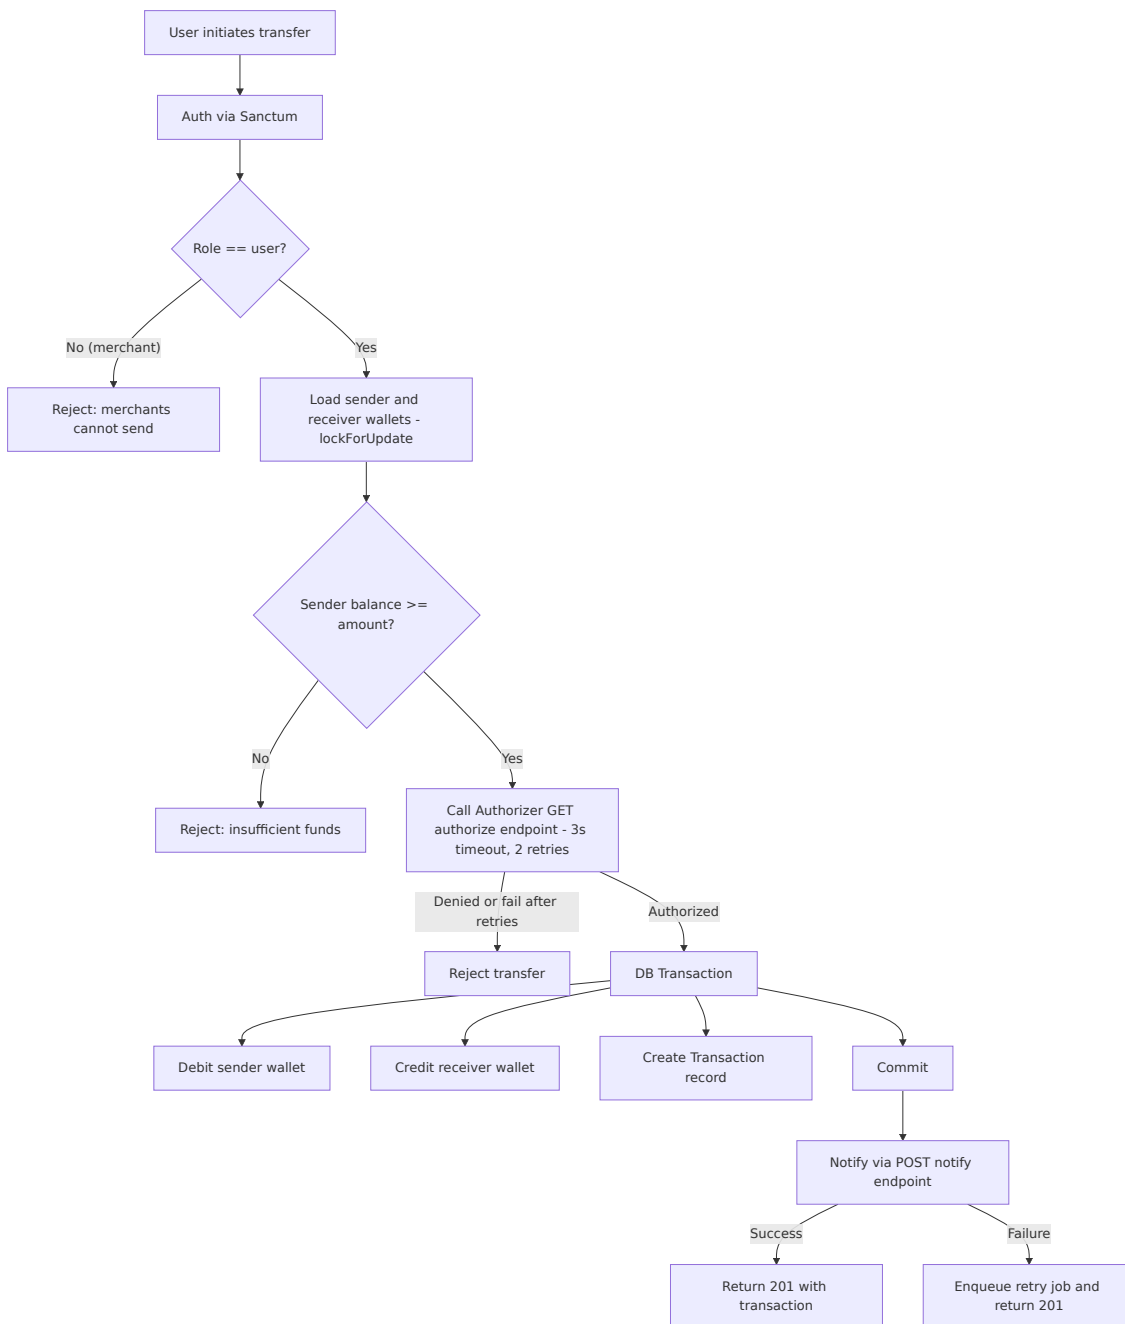 User initiates transfer
Auth via Sanctum
Role == user?
No (merchant)
Yes
Reject: merchants
cannot send
Load sender and
receiver wallets -
lockForUpdate
Sender balance >=
amount?
No
Yes
Reject: insufficient funds
Call Authorizer GET
authorize endpoint - 3s
timeout, 2 retries
Denied or fail after
retries
Authorized
Reject transfer
DB Transaction
Debit sender wallet
Credit receiver wallet
Create Transaction
record
Commit
Notify via POST notify
endpoint
Success
Failure
Return 201 with
transaction
Enqueue retry job and
return 201